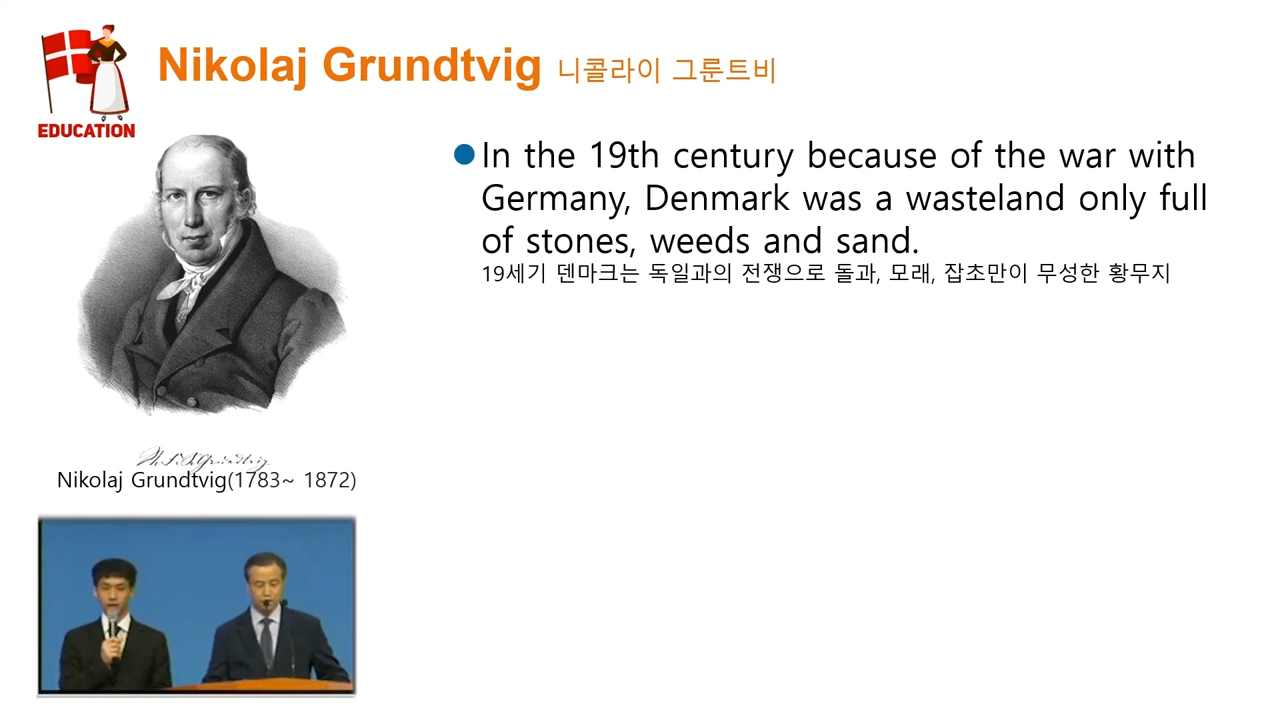 Nikolaj Grundtvig 니콜라이 그룬트비
EDUCATION
In the 19th century because of the war with
Germany, Denmark was a wasteland only full
of stones, weeds and sand.
19세기 덴마크는 독일과의 전쟁으로 돌과, 모래, 잡초만이 무성한 황무지
N. F. S. Grundtvig
Nikolaj Grundtvig(1783~ 1872)